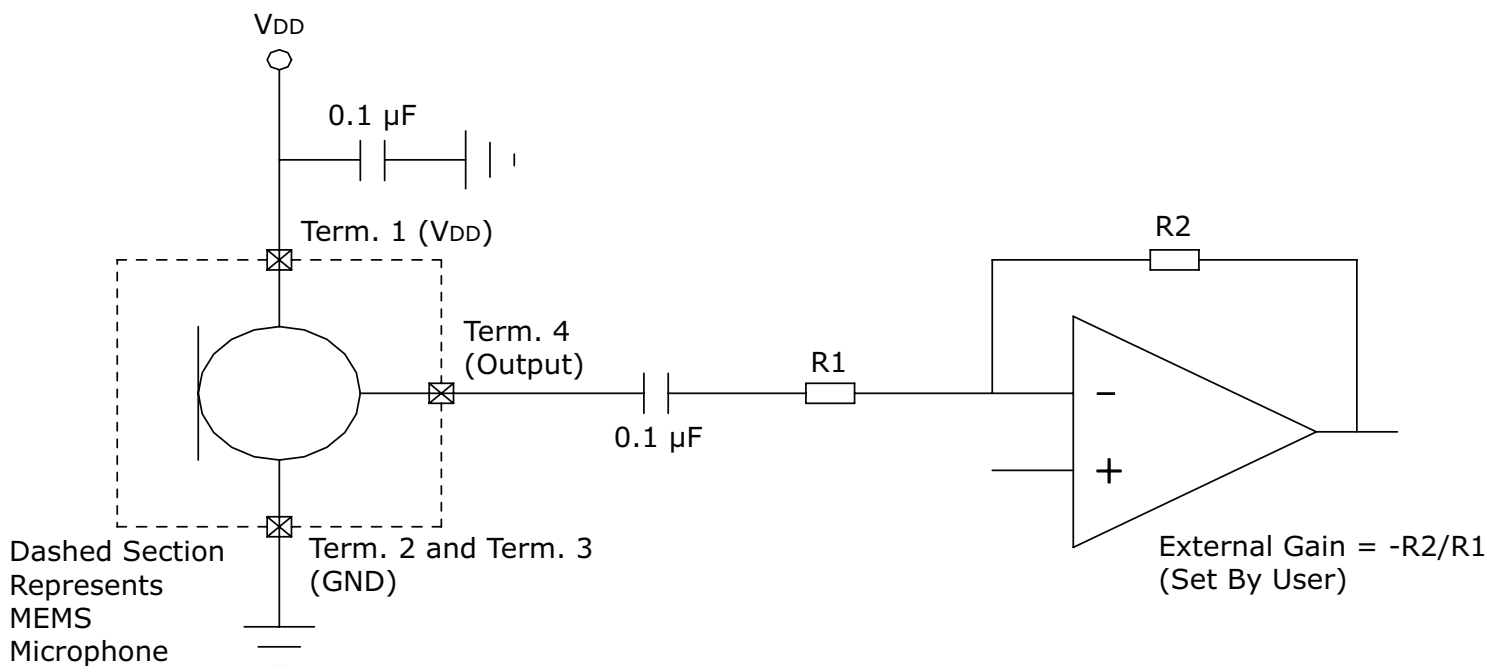 VDD
0.1 µF
Term. 1 (VDD)
R2
Term. 4
(Output)
R1
-
0.1 µF
+
Dashed Section
Represents
MEMS
Microphone
Term. 2 and Term. 3
(GND)
External Gain = -R2/R1
(Set By User)